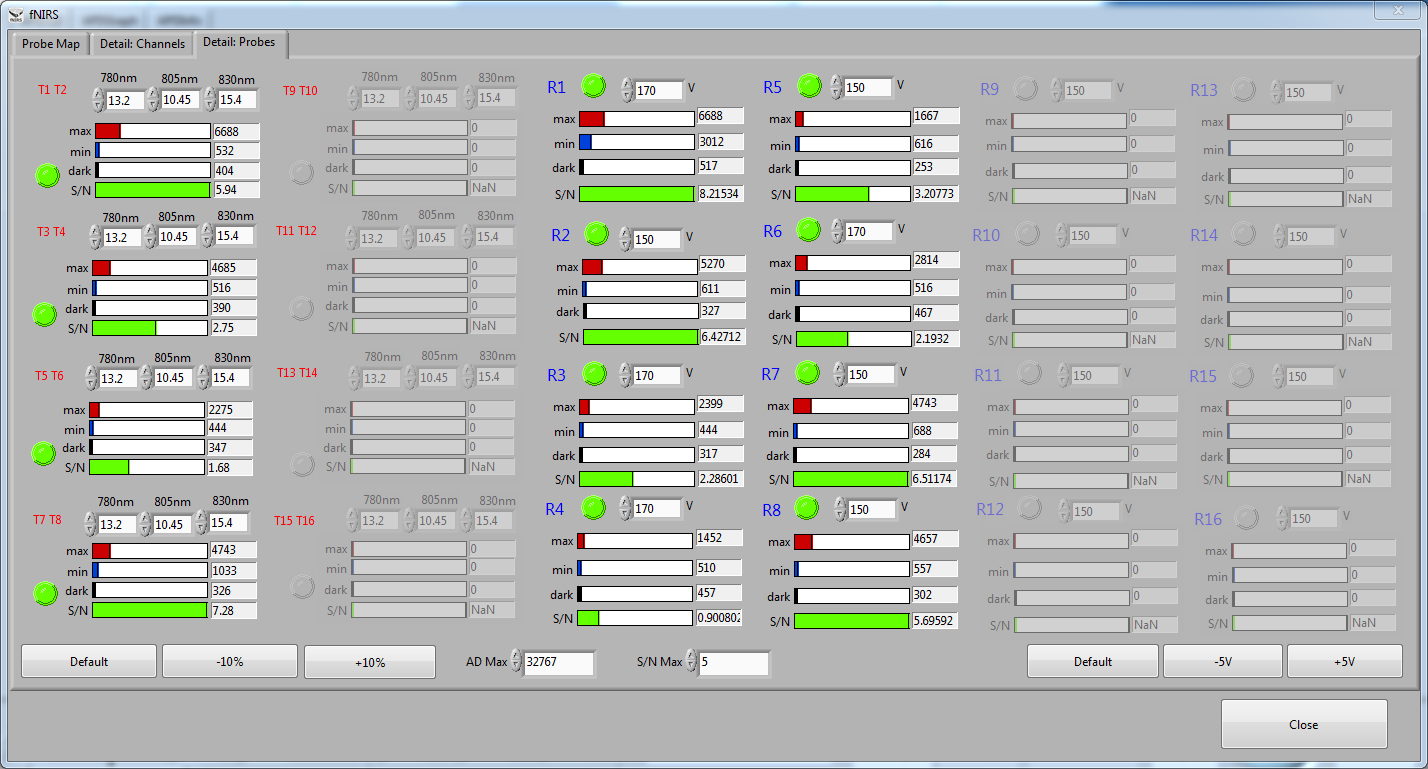 fNIRS
Probe Map Detail: Channels Detail: Probes
T1 T2 780nm 805nm 830nm
13.2 10.45 15.4
max 6688
min 532
dark 404
S/N 5.94
T3 T4 780nm 805nm 830nm
13.2 10.45 15.4
max 4685
min 516
dark 390
S/N 2.75
T5 T6 780nm 805nm 830nm
13.2 10.45 15.4
max 2275
min 444
dark 347
S/N 1.68
T7 T8 780nm 805nm 830nm
13.2 10.45 15.4
max 4743
min 1033
dark 326
S/N 7.28
T9 T10 780nm 805nm 830nm
13.2 10.45 15.4
max 0
min 0
dark 0
S/N NaN
T11 T12 780nm 805nm 830nm
13.2 10.45 15.4
max 0
min 0
dark 0
S/N NaN
T13 T14 780nm 805nm 830nm
13.2 10.45 15.4
max 0
min 0
dark 0
S/N NaN
T15 T16 780nm 805nm 830nm
13.2 10.45 15.4
max 0
min 0
dark 0
S/N NaN
R1 170 V
max 6688
min 3012
dark 517
S/N 8.21534
R2 150 V
max 5270
min 611
dark 327
S/N 6.42712
R3 170 V
max 2399
min 444
dark 317
S/N 2.28601
R4 170 V
max 1452
min 510
dark 457
S/N 0.900802
R5 150 V
max 1667
min 616
dark 253
S/N 3.20773
R6 170 V
max 2814
min 516
dark 467
S/N 2.1932
R7 150 V
max 4743
min 688
dark 284
S/N 6.51174
R8 150 V
max 4657
min 557
dark 302
S/N 5.69592
R9 150 V
max 0
min 0
dark 0
S/N NaN
R10 150 V
max 0
min 0
dark 0
S/N NaN
R11 150 V
max 0
min 0
dark 0
S/N NaN
R12 150 V
max 0
min 0
dark 0
S/N NaN
R13 150 V
max 0
min 0
dark 0
S/N NaN
R14 150 V
max 0
min 0
dark 0
S/N NaN
R15 150 V
max 0
min 0
dark 0
S/N NaN
R16 150 V
max 0
min 0
dark 0
S/N NaN
Default -10% +10% AD Max 32767 S/N Max 5 Default -5V +5V
Close